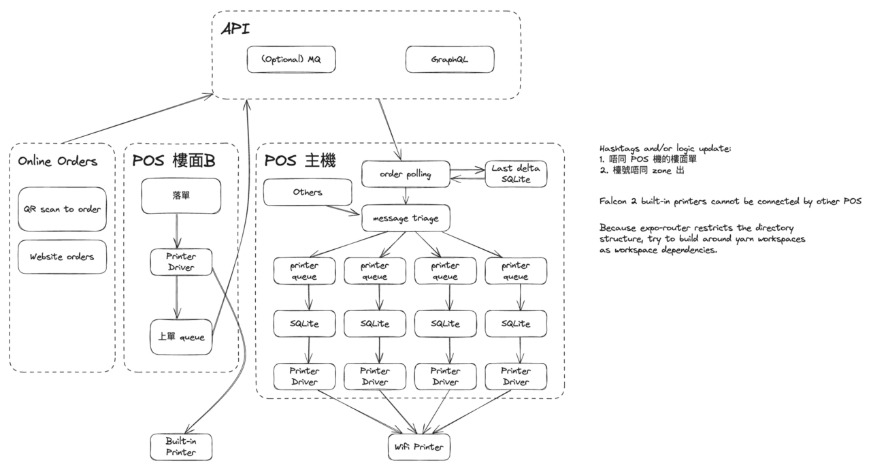 API
(Optional) MQ
GraphQL
Online Orders
QR scan to order
Website orders
POS 樓面B
落單
Printer
Driver
上單 queue
Built-in
Printer
POS 主機
order polling
Last delta
SQLite
Others
message triage
printer
queue
printer
queue
printer
queue
printer
queue
SQLite
SQLite
SQLite
SQLite
Printer
Driver
Printer
Driver
Printer
Driver
Printer
Driver
Wifi Printer
Hashtags and/or logic update:
1. 唔同 POS 機的樓面單
2. 檯號唔同 zone 出
Falcon 2 built-in printers cannot be connected by other POS
Because expo-router restricts the directory
structure, try to build around yarn workspaces
as workspace dependencies.